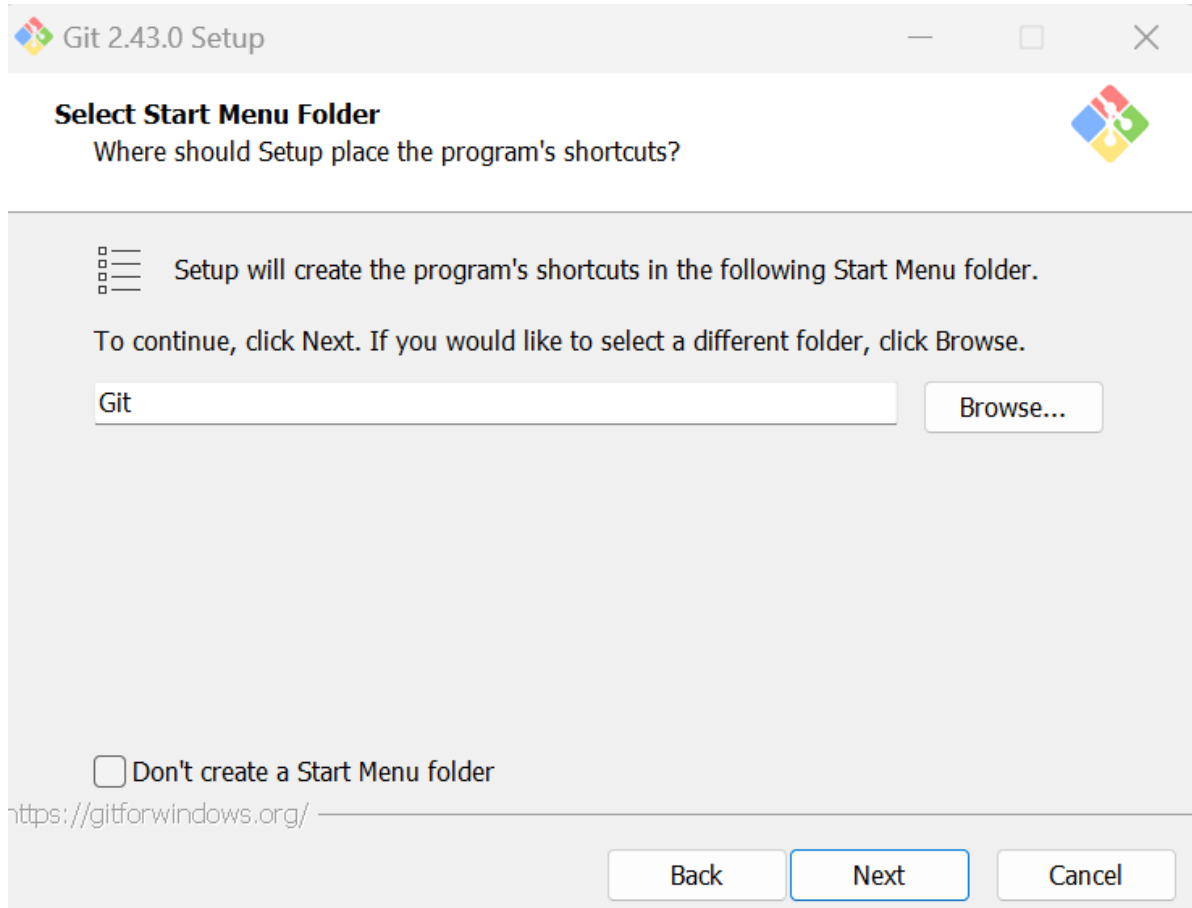 Git 2.43.0 Setup
Select Start Menu Folder
Where should Setup place the program's shortcuts?
Setup will create the program's shortcuts in the following Start Menu folder.
To continue, click Next. If you would like to select a different folder, click Browse.
Git
Browse...
Don't create a Start Menu folder
https://gitforwindows.org/
Back
Next
Cancel